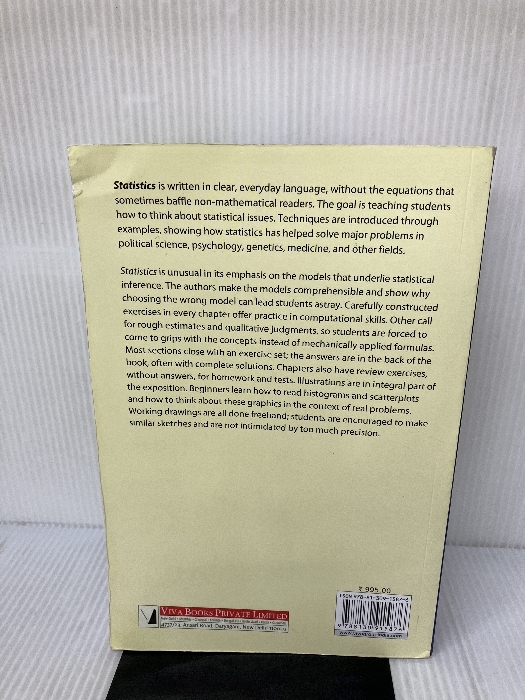 Statistics is written in clear, everyday language, without the equations that
sometimes baffle non-mathematical readers. The goal is teaching students
how to think about statistical issues. Techniques are introduced through
examples, showing how statistics has helped solve major problems in
political science, psychology, genetics, medicine, and other fields.
Statistics is unusual in its emphasis on the models that underlie statistical
inference. The authors make the models comprehensible and show why
choosing the wrong model can lead students astray. Carefully constructed
exercises in every chapter offer practice in computational skills. Other call
for rough estimates and qualitative judgments, so students are forced to
come to grips with the concepts instead of mechanically applied formulas.
Most sections close with an exercise set; the answers are in the back of the
book, often with complete solutions. Chapters also have review exercises,
without answers, for homework and tests. Illustrations are in integral part of
the exposition. Beginners learn how to read histograms and scatterplots
and how to think about these graphics in the context of real problems.
Working drawings are all done freehand; students are encouraged to make
similar sketches and are not intimidated by too much precision.
₹ 995.00
VIVA BOOKS PRIVATE LIMITED
4737/23, Ansari Road, Daryaganj, New Delhi